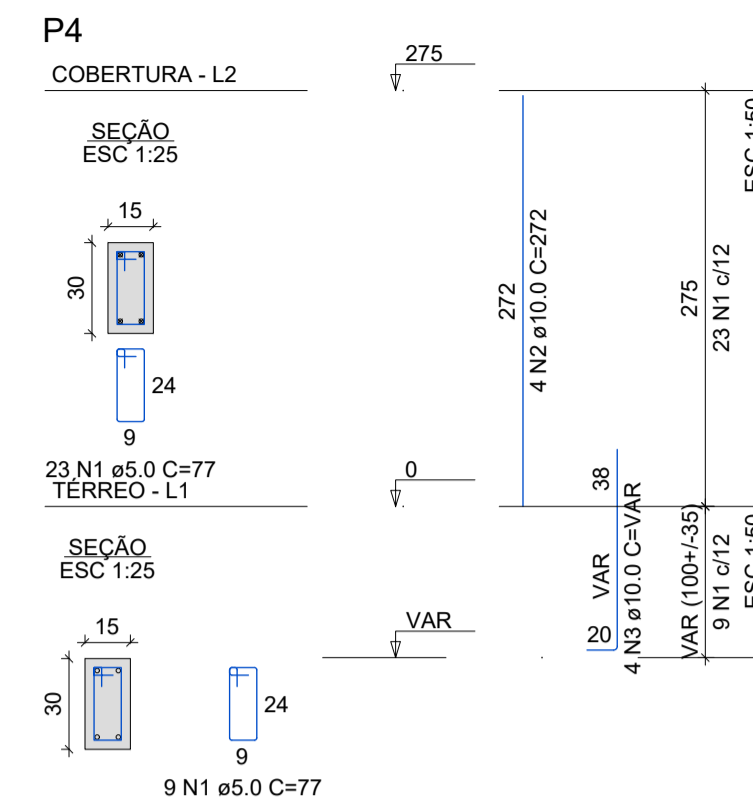 P4
COBERTURA - L2
275
SEÇÃO
ESC 1:25
15
30
24
9
23 N1 ø5.0 C=77
272
4 N2 ø10.0 C=272
275
23 N1 c/12
TÉRREO - L1
0
SEÇÃO
ESC 1:25
15
30
24
9
9 N1 ø5.0 C=77
VAR
38
VAR
20
4 N3 ø10.0 C=VAR
VAR (100+/-35)
9 N1 c/12